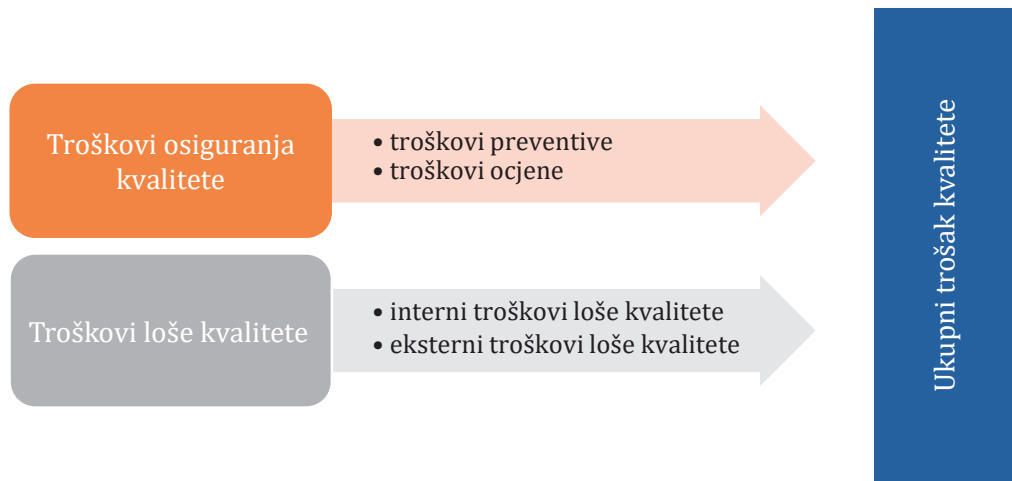 Troškovi osiguranja
kvalitete
• troškovi preventive
• troškovi ocjene
Troškovi loše kvalitete
• interni troškovi loše kvalitete
• eksterni troškovi loše kvalitete
Ukupni trošak kvalitete